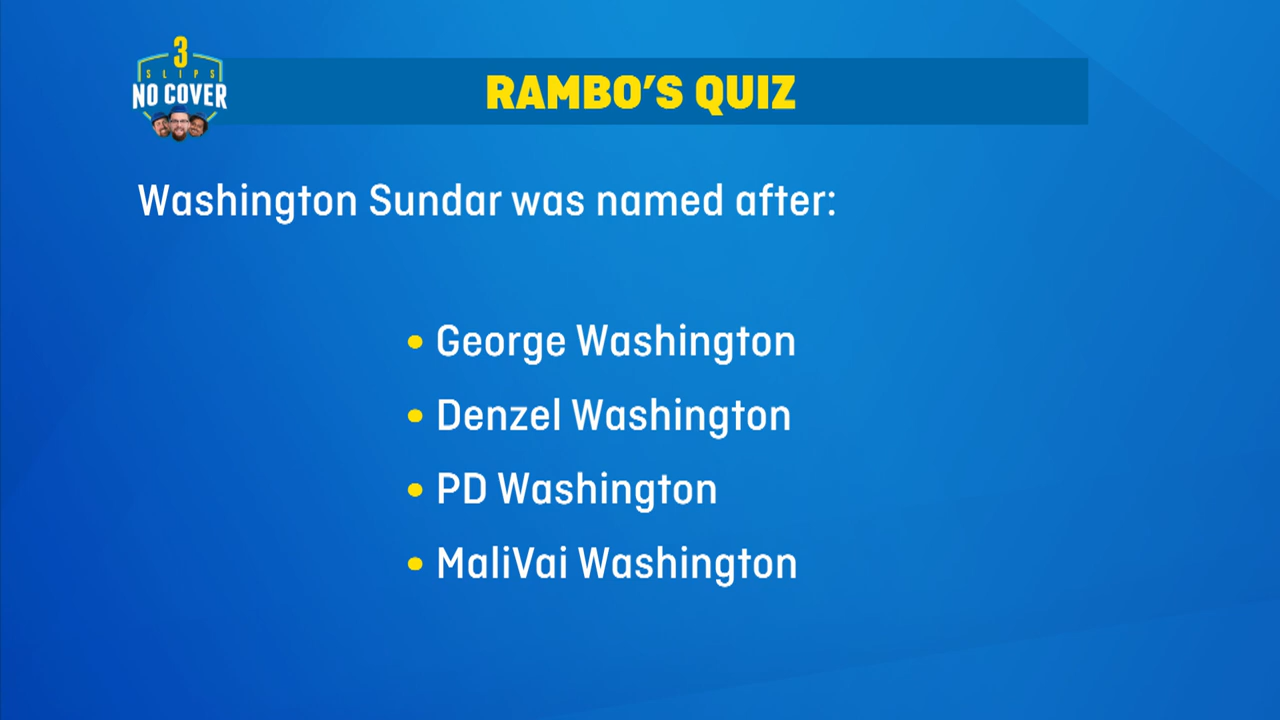 3
SLIPS
NO COVER
RAMBO'S QUIZ
Washington Sundar was named after:
• George Washington
• Denzel Washington
• PD Washington
• MaliVai Washington